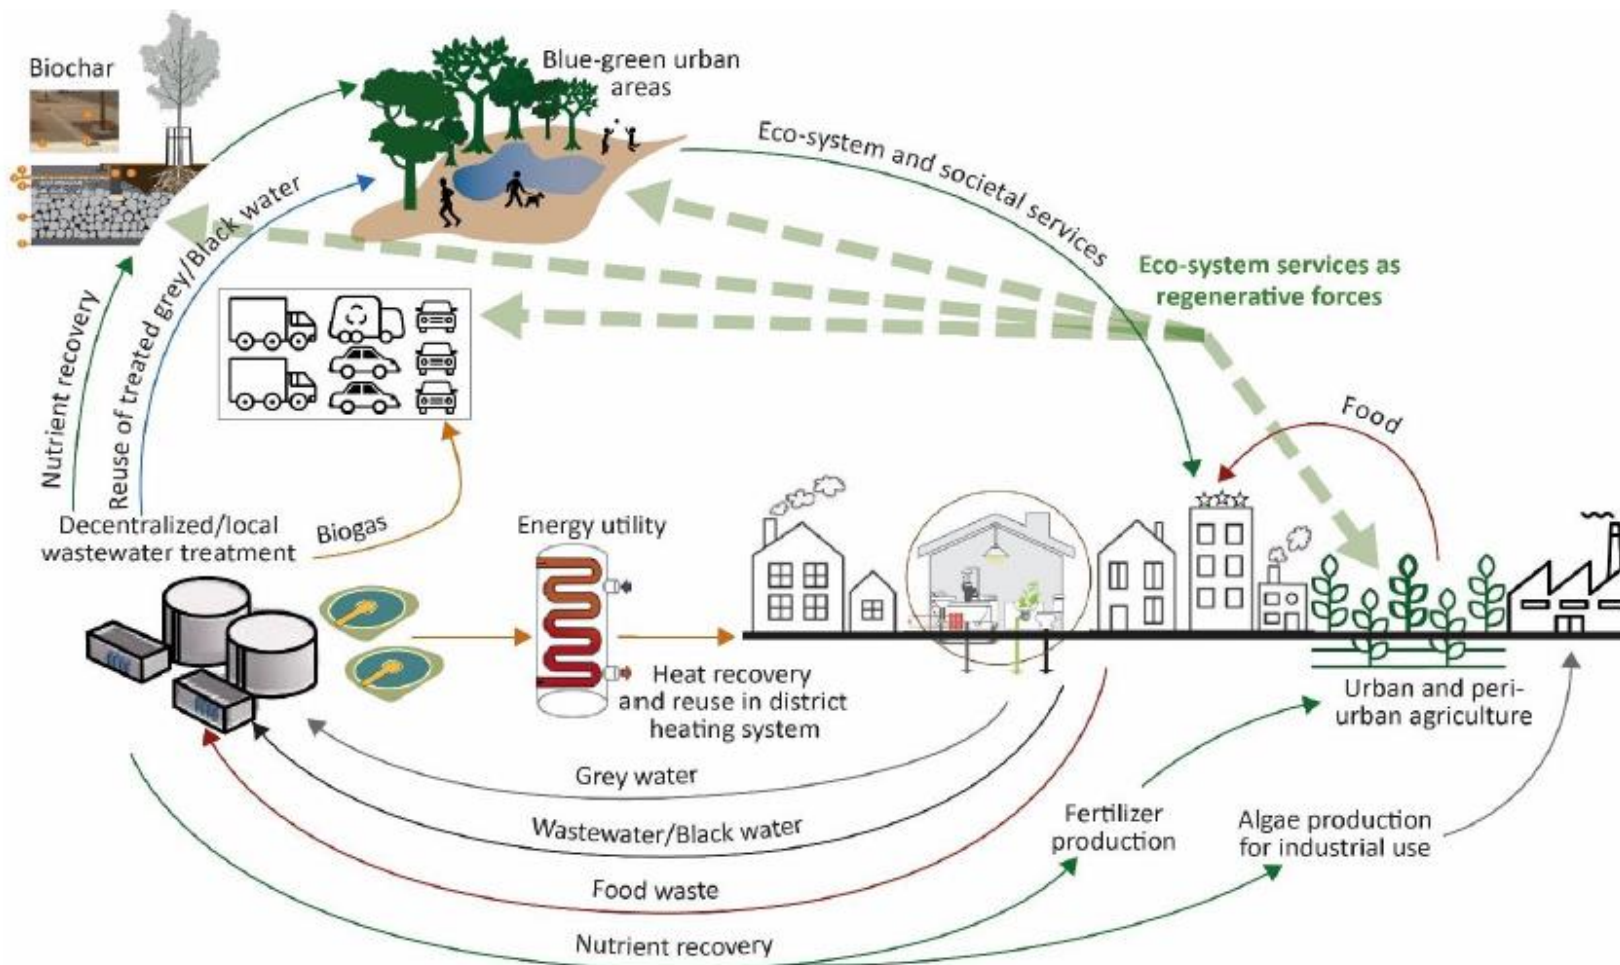 Biochar
Blue-green urban
areas
Eco-system and societal services
Eco-system services as
regenerative forces
Nutrient recovery
Reuse of treated grey/Black water
Food
Decentralized/local
wastewater treatment
Biogas
Energy utility
Heat recovery
and reuse in district
heating system
Urban and peri-
urban agriculture
Grey water
Wastewater/Black water
Food waste
Nutrient recovery
Fertilizer
production
Algae production
for industrial use